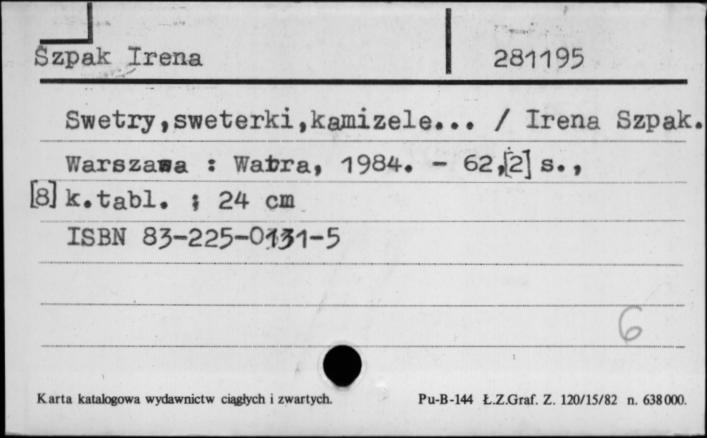 Szpak Irena 281195
Swetry,sweterki,kamizele... / Irena Szpak.
Warszawa : Watra, 1984. - 62,[2] s.,
[8] k.tabl. ; 24 cm
ISBN 83-225-0131-5
6
Karta katalogowa wydawnictw ciągłych i zwartych. Pu-B-144 Ł.Z.Graf. Z. 120/15/82 n. 638000.